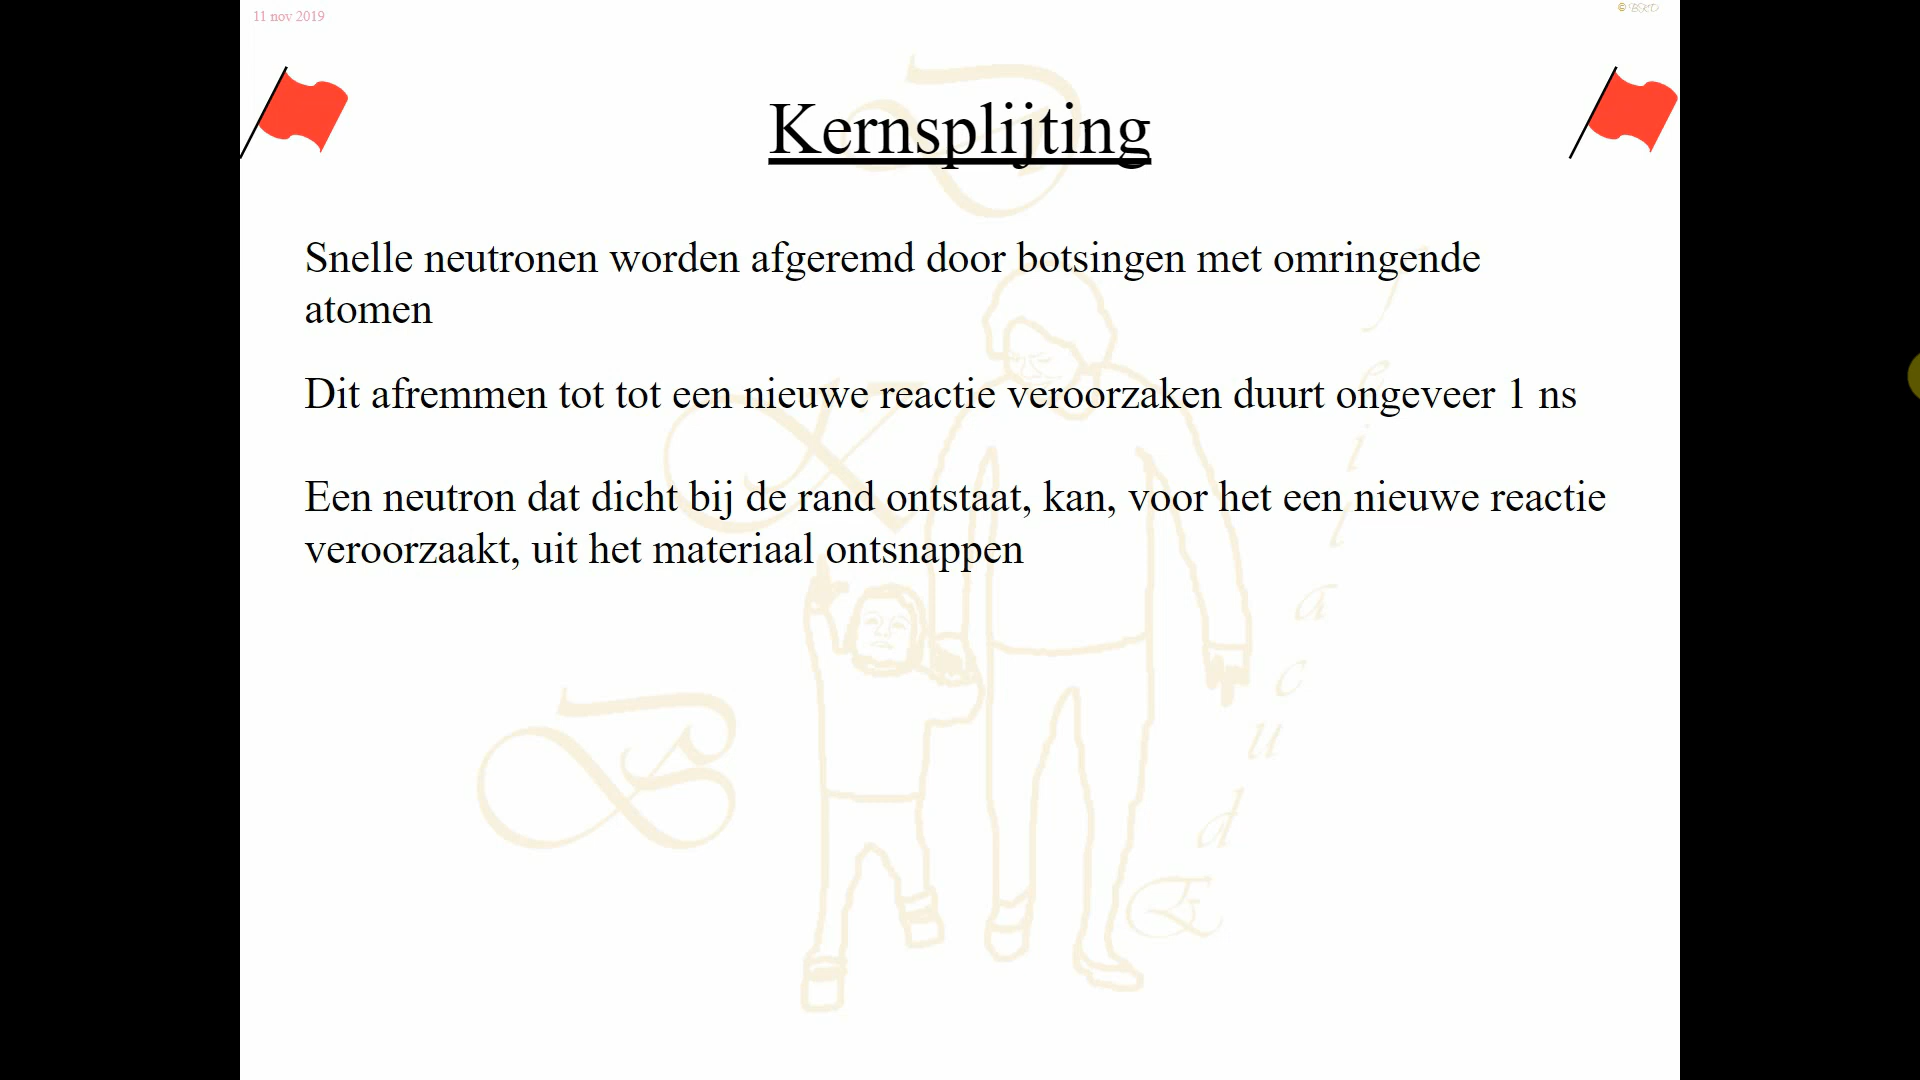 11 nov 2019
© BKD
Kernsplijting
Snelle neutronen worden afgeremd door botsingen met omringende
atomen
Dit afremmen tot tot een nieuwe reactie veroorzaken duurt ongeveer 1 ns
Een neutron dat dicht bij de rand ontstaat, kan, voor het een nieuwe reactie
veroorzaakt, uit het materiaal ontsnappen